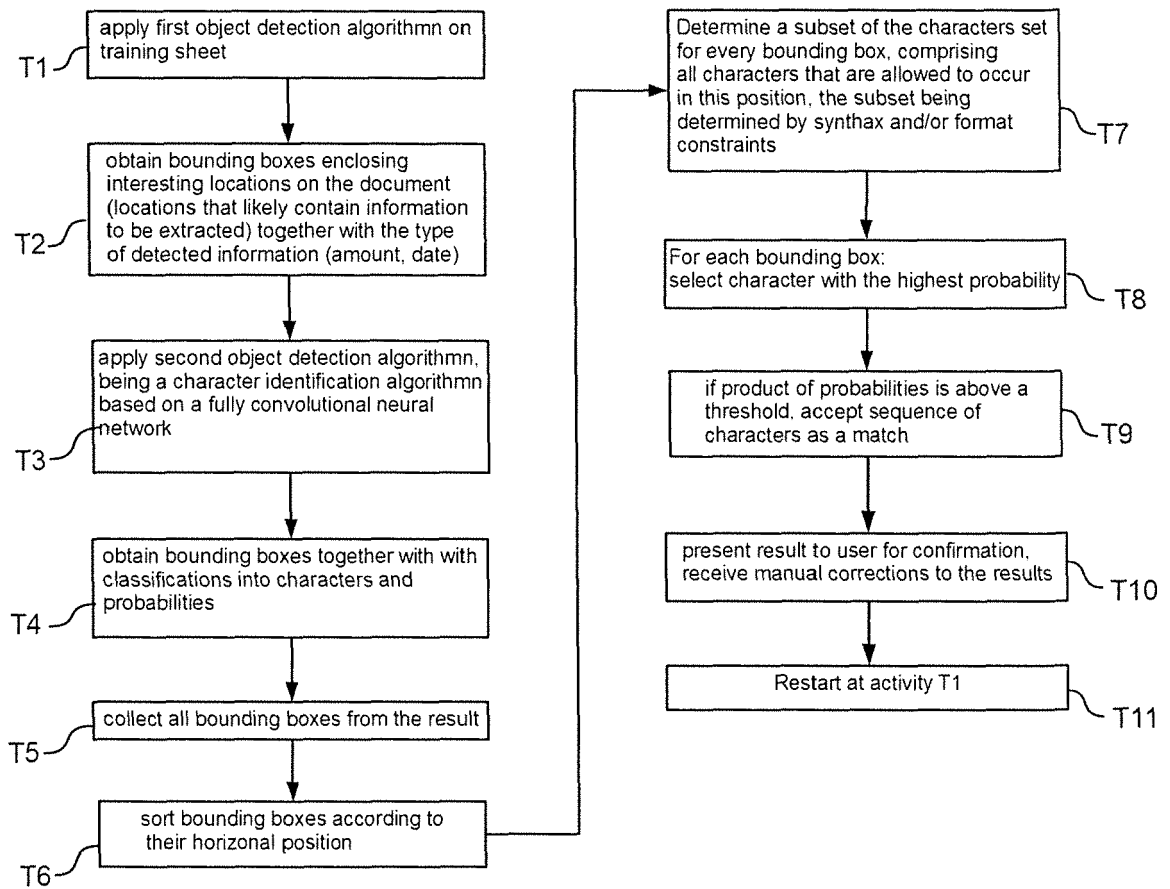 apply first object detection algorithmn on
training sheet
T1
obtain bounding boxes enclosing
interesting locations on the document
(locations that likely contain information
to be extracted) together with the type
of detected information (amount, date)
T2
apply second object detection algorithmn,
being a character identification algorithmn
based on a fully convolutional neural
network
T3
obtain bounding boxes together with with
classifications into characters and
probabilities
T4
collect all bounding boxes from the result
T5
sort bounding boxes according to
their horizonal position
T6
Determine a subset of the characters set
for every bounding box, comprising
all characters that are allowed to occur
in this position, the subset being
determined by synthax and/or format
constraints
T7
For each bounding box:
select character with the highest probability
T8
if product of probabilities is above a
threshold, accept sequence of
characters as a match
T9
present result to user for confirmation,
receive manual corrections to the results
T10
Restart at activity T1
T11